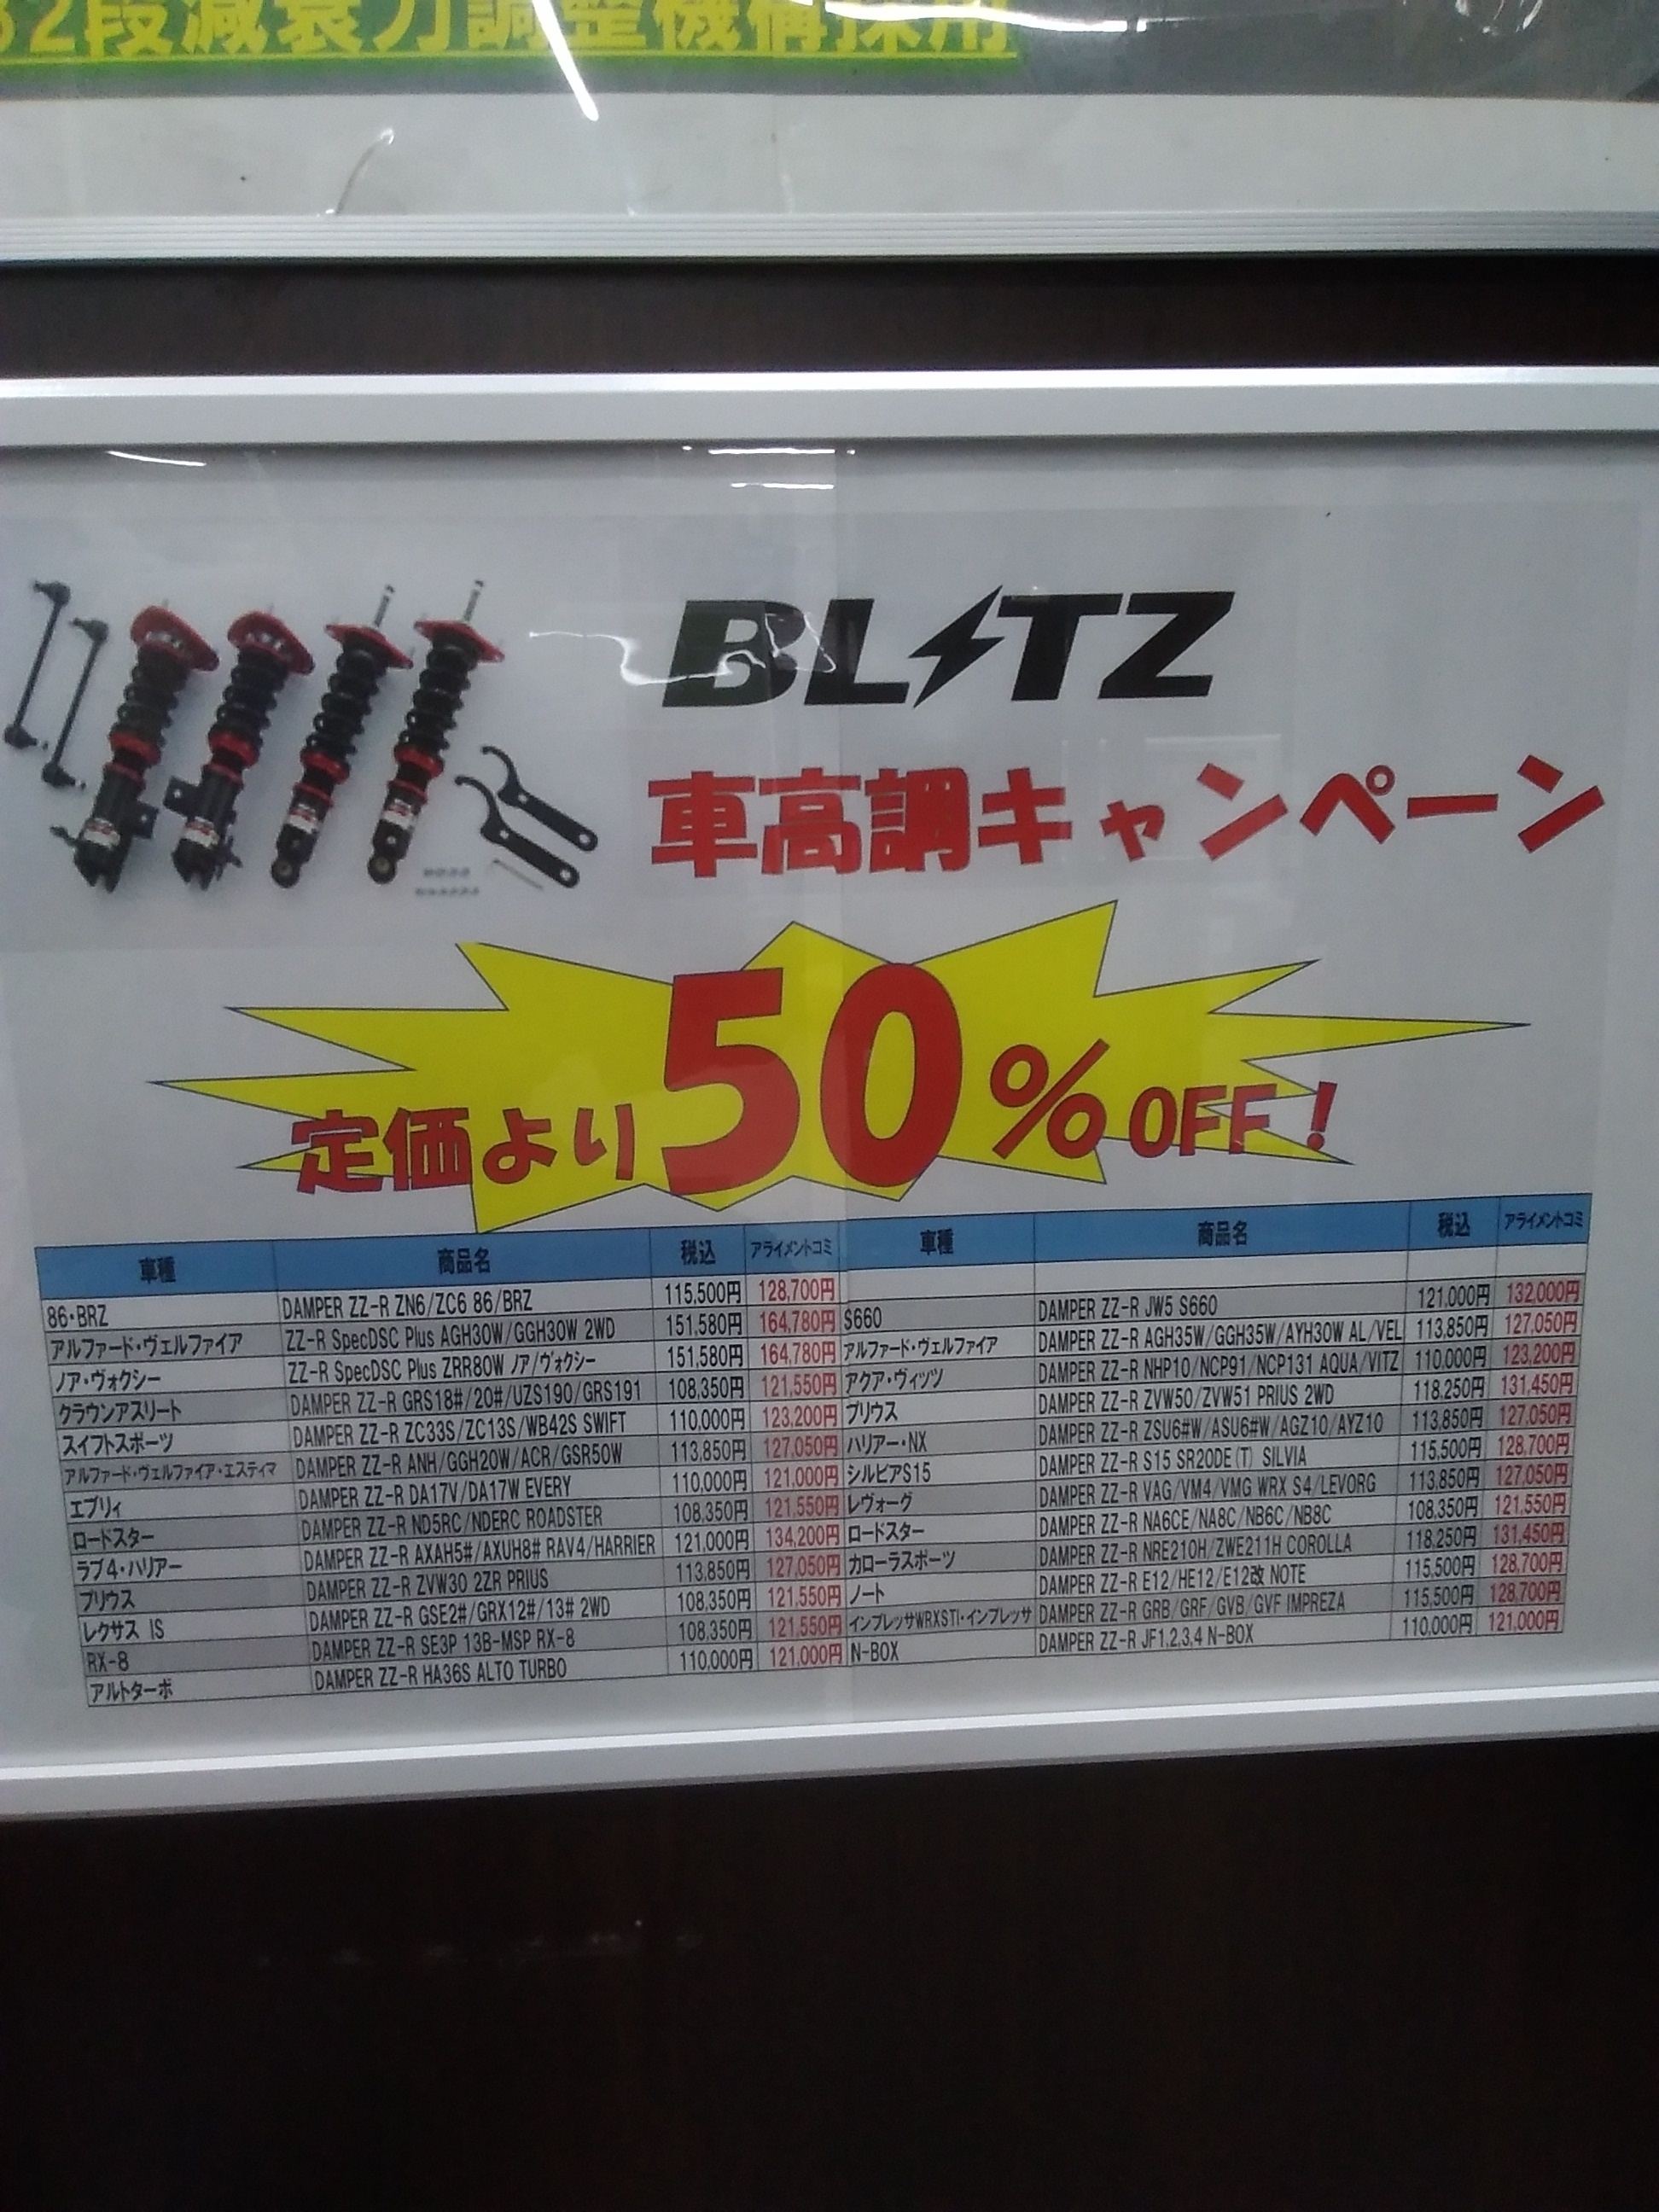 32段減衰力調整機構採用
BLITZ
車高調キャンペーン
定価より50%OFF!
車種 商品名 税込 アライメントコミ 車種 商品名 税込 アライメントコミ
86・BRZ DAMPER ZZ-R ZN6/ZC6 86/BRZ 115,500円 128,700円
アルファード・ヴェルファイア ZZ-R SpecDSC Plus AGH30W/GGH30W 2WD 151,580円 164,780円 S660 DAMPER ZZ-R JW5 S660 121,000円 132,000円
ノア・ヴォクシー ZZ-R SpecDSC Plus ZRR80W ノア/ヴォクシー 151,580円 164,780円 アルファード・ヴェルファイア DAMPER ZZ-R AGH35W/GGH35W/AYH30W AL/VEL 113,850円 127,050円
クラウンアスリート DAMPER ZZ-R GRS18#/20#/UZS190/GRS191 108,350円 121,550円 アクア・ヴィッツ DAMPER ZZ-R NHP10/NCP91/NCP131 AQUA/VITZ 110,000円 123,200円
スイフトスポーツ DAMPER ZZ-R ZC33S/ZC13S/WB42S SWIFT 110,000円 123,200円 プリウス DAMPER ZZ-R ZVW50/ZVW51 PRIUS 2WD 118,250円 131,450円
アルファード・ヴェルファイア・エスティマ DAMPER ZZ-R ANH/GGH20W/ACR/GSR50W 113,850円 127,050円 ハリアー・NX DAMPER ZZ-R ZSU6#W/ASU6#W/AGZ10/AYZ10 113,850円 127,050円
エブリィ DAMPER ZZ-R DA17V/DA17W EVERY 110,000円 121,000円 シルビアS15 DAMPER ZZ-R S15 SR20DE(T) SILVIA 115,500円 128,700円
ロードスター DAMPER ZZ-R ND5RC/NDERC ROADSTER 108,350円 121,550円 レヴォーグ DAMPER ZZ-R VAG/VM4/VMG WRX S4/LEVORG 113,850円 127,050円
ラブ4・ハリアー DAMPER ZZ-R AXAH5#/AXUH8# RAV4/HARRIER 121,000円 134,200円 ロードスター DAMPER ZZ-R NA6CE/NA8C/NB6C/NB8C 108,350円 121,550円
プリウス DAMPER ZZ-R ZVW30 2ZR PRIUS 113,850円 127,050円 カローラスポーツ DAMPER ZZ-R NRE210H/ZWE211H COROLLA 118,250円 131,450円
レクサス IS DAMPER ZZ-R GSE2#/GRX12#/13# 2WD 108,350円 121,550円 ノート DAMPER ZZ-R E12/HE12/E12改 NOTE 115,500円 128,700円
RX-8 DAMPER ZZ-R SE3P 13B-MSP RX-8 108,350円 121,550円 インプレッサWRXSTI・インプレッサ DAMPER ZZ-R GRB/GRF/GVB/GVF IMPREZA 115,500円 128,700円
アルトターボ DAMPER ZZ-R HA36S ALTO TURBO 110,000円 121,000円 N-BOX DAMPER ZZ-R JF1,2,3,4 N-BOX 110,000円 121,000円